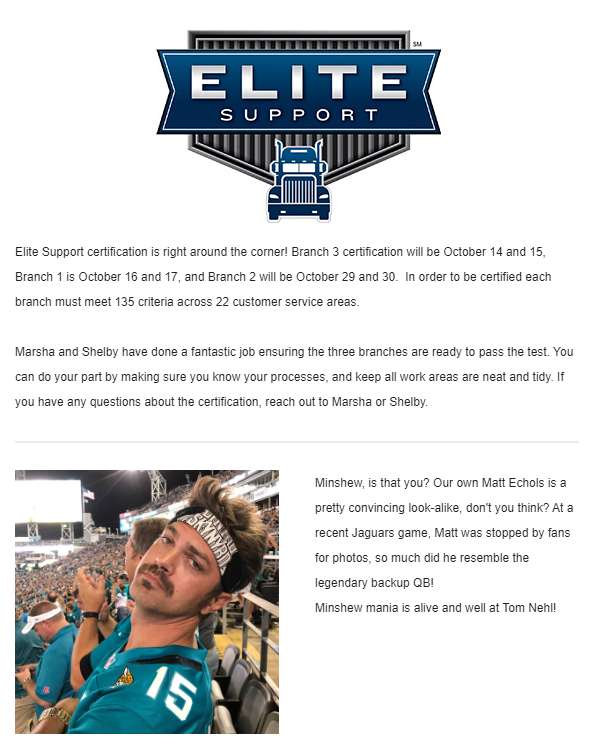 SM
ELITE
SUPPORT
Elite Support certification is right around the corner! Branch 3 certification will be October 14 and 15,
Branch 1 is October 16 and 17, and Branch 2 will be October 29 and 30.  In order to be certified each
branch must meet 135 criteria across 22 customer service areas.
Marsha and Shelby have done a fantastic job ensuring the three branches are ready to pass the test. You
can do your part by making sure you know your processes, and keep all work areas are neat and tidy. If
you have any questions about the certification, reach out to Marsha or Shelby.
LYNYRD
SKYNYRD
15
Minshew, is that you? Our own Matt Echols is a
pretty convincing look-alike, don't you think? At a
recent Jaguars game, Matt was stopped by fans
for photos, so much did he resemble the
legendary backup QB!
Minshew mania is alive and well at Tom Nehl!